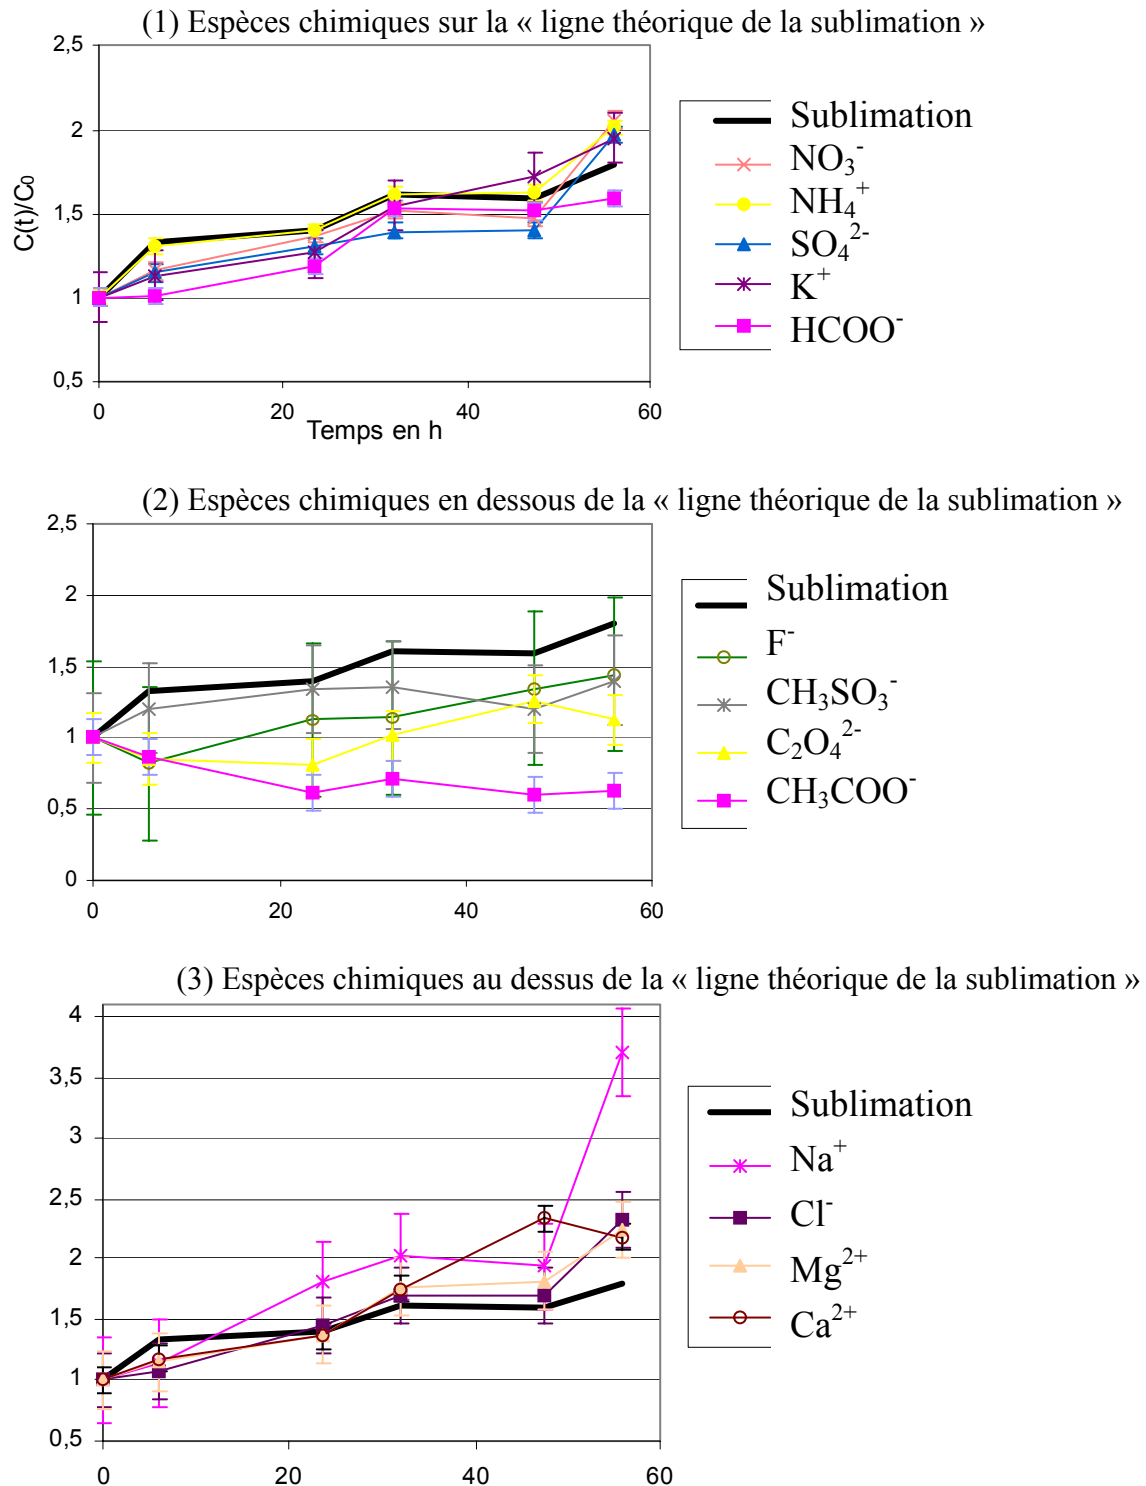 (1) Espèces chimiques sur la « ligne théorique de la sublimation »
2,5
2
1,5
1
0,5
C(t)/C0
0
20
40
60
Temps en h
Sublimation
NO3-
NH4+
SO42-
K+
HCOO-
(2) Espèces chimiques en dessous de la « ligne théorique de la sublimation »
2,5
2
1,5
1
0,5
0
0
20
40
60
Sublimation
F-
CH3SO3-
C2O42-
CH3COO-
(3) Espèces chimiques au dessus de la « ligne théorique de la sublimation »
4
3,5
3
2,5
2
1,5
1
0,5
0
20
40
60
Sublimation
Na+
Cl-
Mg2+
Ca2+